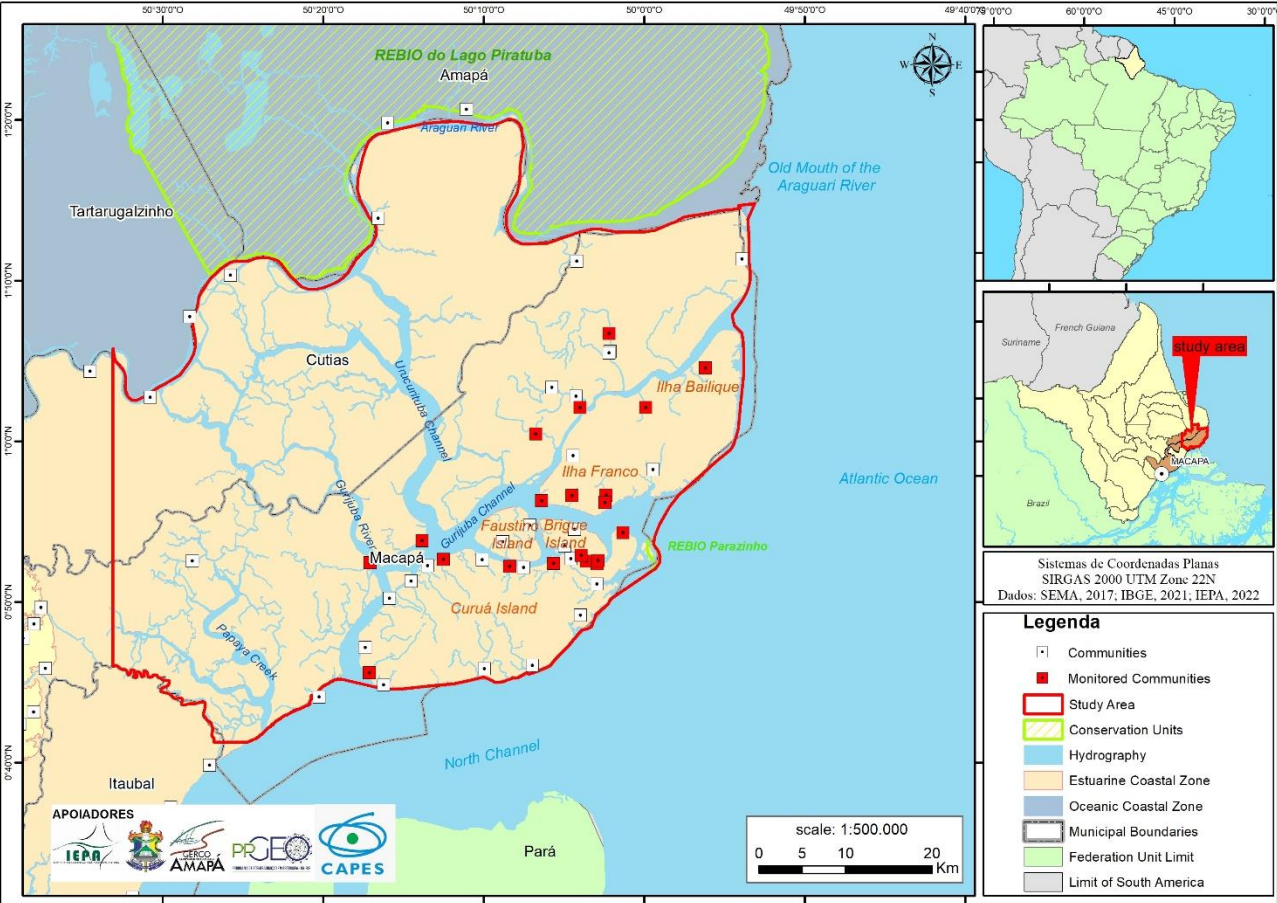 50°30'0"O
50°20'0"O
50°10'0"O
50°0'0"O
49°50'0"O
49°40'0"O
60°0'0"O
45°0'0"O
30°0'0"O
REBIO do Lago Piratuba
Amapá
N
W
E
S
1°20'0"N
Araguari River
Old Mouth of the
Araguari River
Tartarugalzinho
1°10'0"N
Cutias
Urucurituba Channel
Ilha Bailique
1°0'0"N
Ilha Franco
Atlantic Ocean
Gurijuba River
Gurijuba Channel
Faustino
Island
Brigue
Island
REBIO Parazinho
Macapá
0°50'0"N
Curuá Island
Papaya Creek
0°40'0"N
North Channel
Itaubal
Pará
APOIADORES
IEPA
GERCO
AMAPÁ
PPGEO
CAPES
scale: 1:500.000
0
5
10
20
Km
French Guiana
Suriname
study area
MACAPA
Brazil
Sistemas de Coordenadas Planas
SIRGAS 2000 UTM Zone 22N
Dados: SEMA, 2017; IBGE, 2021; IEPA, 2022
Legenda
Communities
Monitored Communities
Study Area
Conservation Units
Hydrography
Estuarine Coastal Zone
Oceanic Coastal Zone
Municipal Boundaries
Federation Unit Limit
Limit of South America